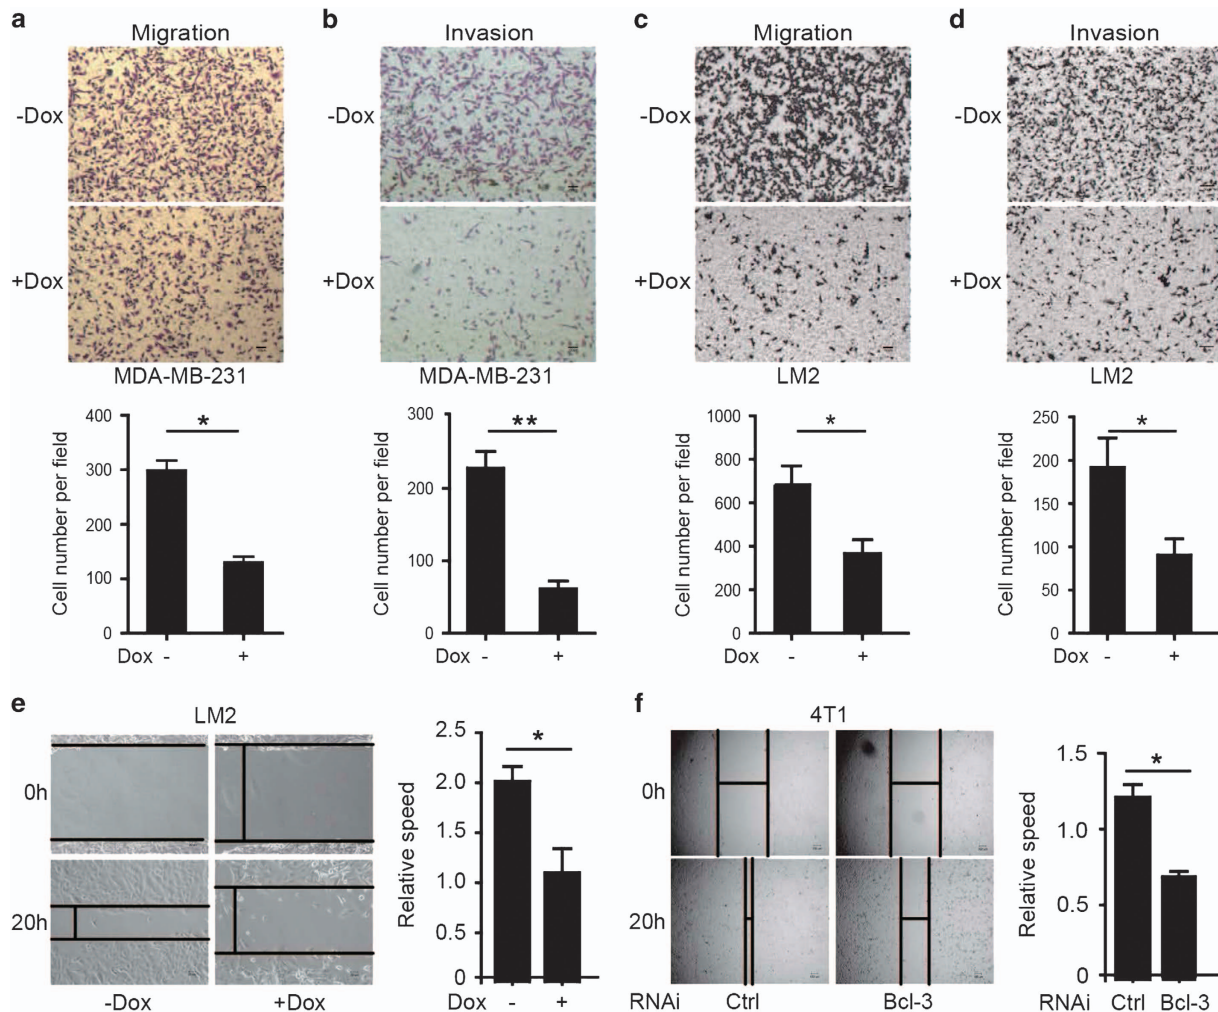 a
Migration
-Dox
+Dox
MDA-MB-231
Cell number per field
400
300
200
100
0
*
Dox - +
b
Invasion
-Dox
+Dox
MDA-MB-231
Cell number per field
300
200
100
0
**
Dox - +
c
Migration
-Dox
+Dox
LM2
Cell number per field
1000
800
600
400
200
0
*
Dox - +
d
Invasion
-Dox
+Dox
LM2
Cell number per field
250
200
150
100
50
0
*
Dox - +
e
LM2
0h
20h
-Dox +Dox
Relative speed
2.5
2.0
1.5
1.0
0.5
0
*
Dox - +
f
4T1
0h
20h
RNAi Ctrl Bcl-3
Relative speed
1.5
1.0
0.5
0
*
RNAi Ctrl Bcl-3